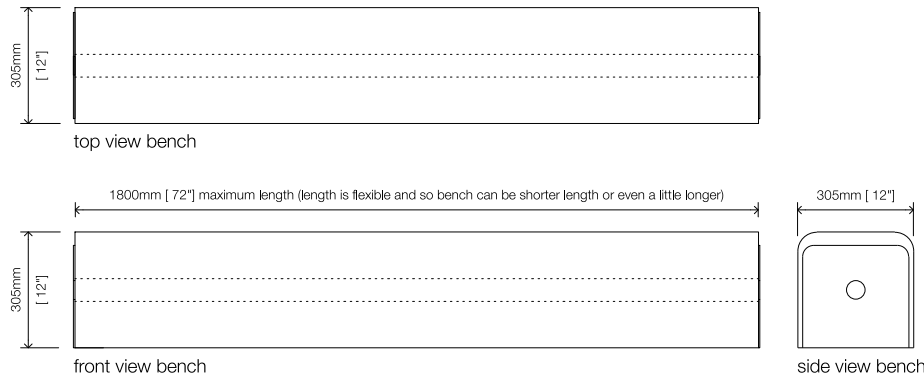 305mm
[ 12"]
top view bench
1800mm [ 72"] maximum length (length is flexible and so bench can be shorter length or even a little longer)
305mm [ 12"]
305mm
[ 12"]
front view bench
side view bench